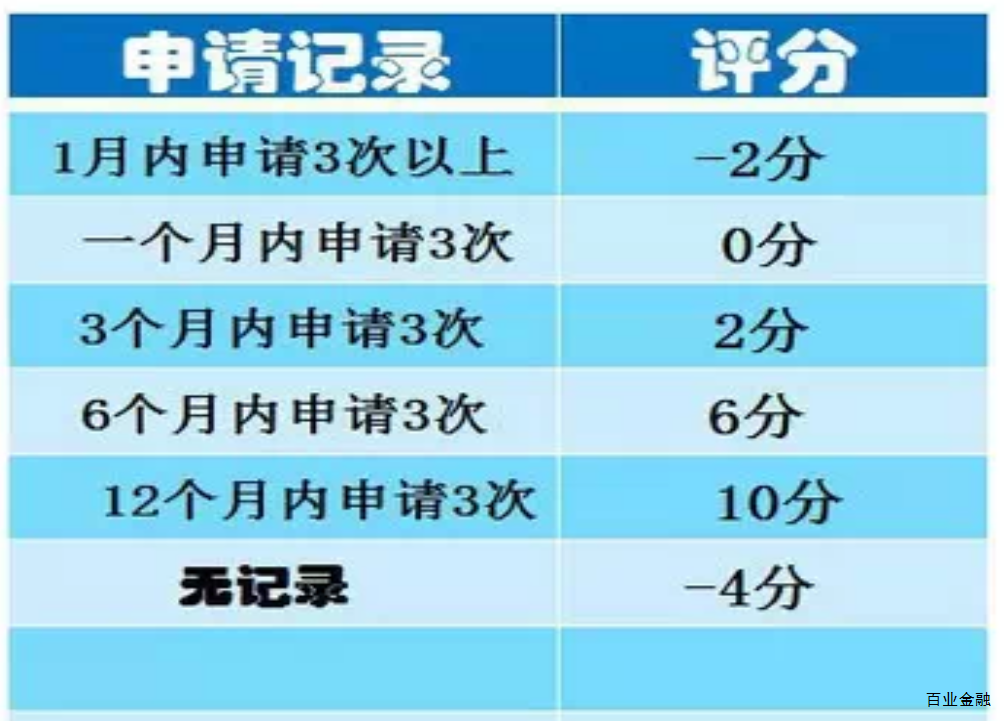 申请记录 评分
1月内申请3次以上 -2分
一个月内申请3次 0分
3个月内申请3次 2分
6个月内申请3次 6分
12个月内申请3次 10分
无记录 -4分
百业金融